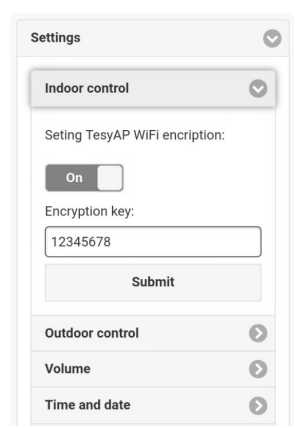 Settings
Indoor control
Seting TesyAP WiFi encription:
On
Encryption key:
12345678
Submit
Outdoor control
Volume
Time and date